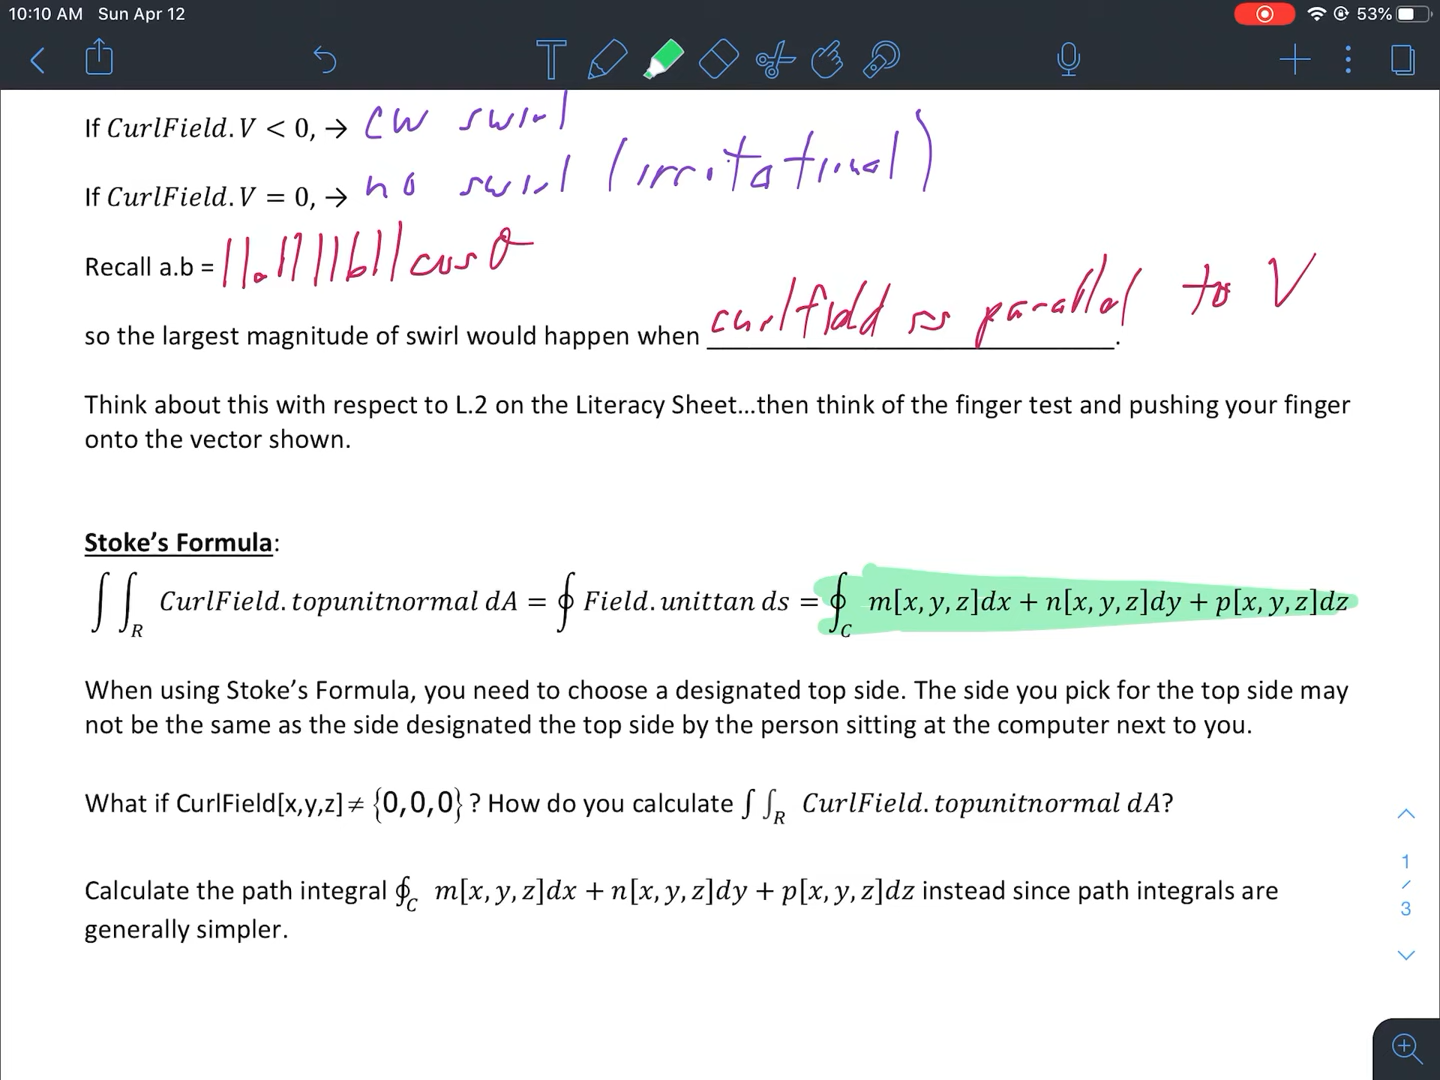 10:10 AM Sun Apr 12 53%
If CurlField.V < 0, → CW swirl
If CurlField.V = 0, → no swirl (irrotational)
Recall a.b = ||a|| ||b|| cos θ
so the largest magnitude of swirl would happen when curlfield is parallel to V.
Think about this with respect to L.2 on the Literacy Sheet...then think of the finger test and pushing your finger
onto the vector shown.
Stoke's Formula:
∫∫_R CurlField.topunitnormal dA = ∮ Field.unittan ds = ∮_C m[x, y, z]dx + n[x, y, z]dy + p[x, y, z]dz
When using Stoke's Formula, you need to choose a designated top side. The side you pick for the top side may
not be the same as the side designated the top side by the person sitting at the computer next to you.
What if CurlField[x,y,z] ≠ {0,0,0} ? How do you calculate ∫∫_R CurlField.topunitnormal dA?
Calculate the path integral ∮_C m[x, y, z]dx + n[x, y, z]dy + p[x, y, z]dz instead since path integrals are
generally simpler.
1
/
3